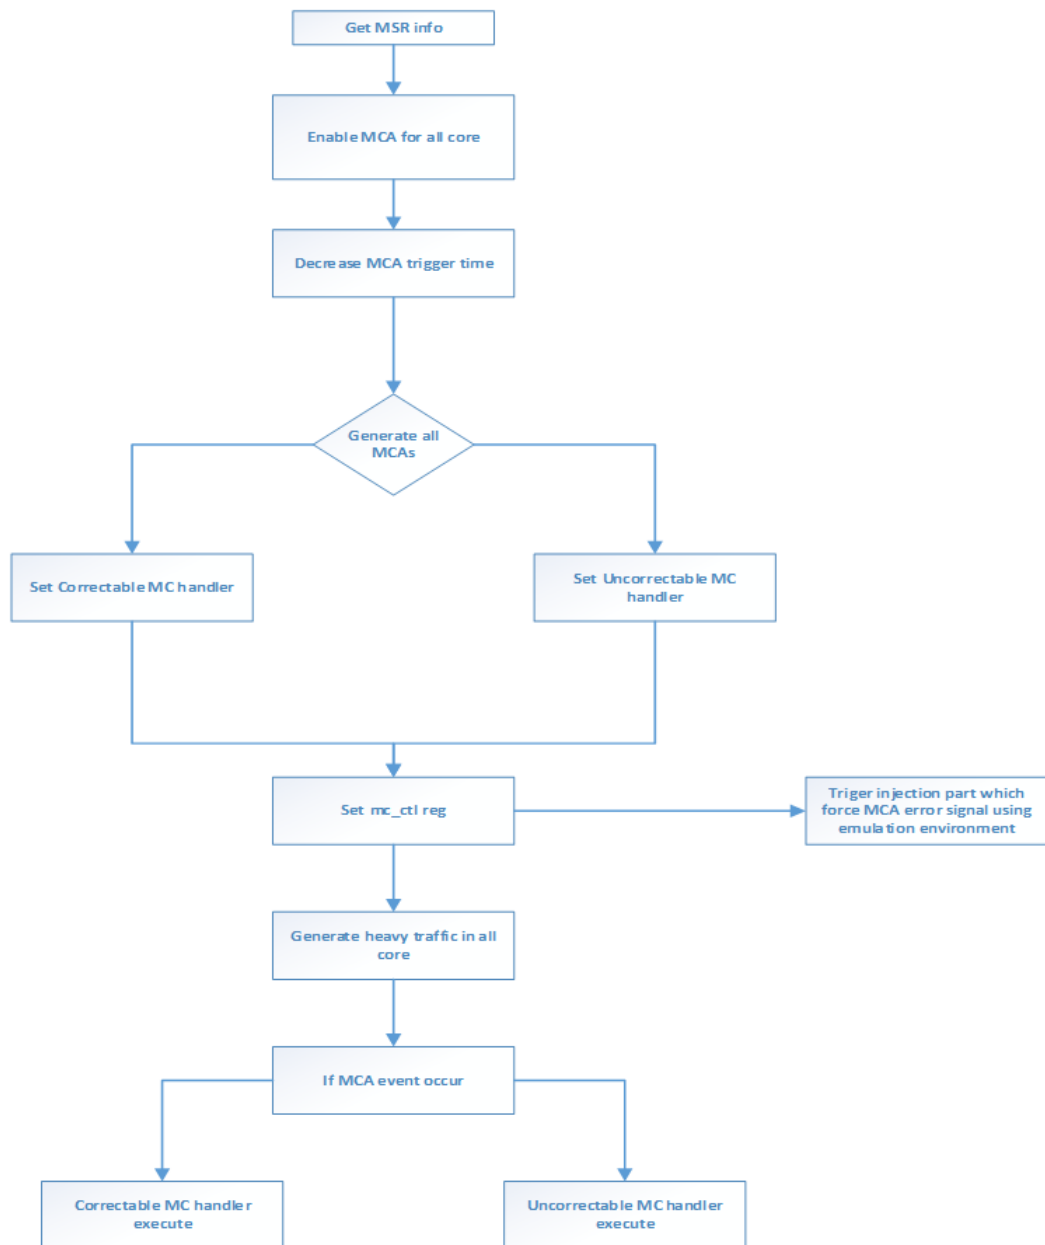 Get MSR info
Enable MCA for all core
Decrease MCA trigger time
Generate all
MCAs
Set Correctable MC handler
Set Uncorrectable MC
handler
Set mc_ctl reg
Triger injection part which
force MCA error signal using
emulation environment
Generate heavy traffic in all
core
If MCA event occur
Correctable MC handler
execute
Uncorrectable MC handler
execute